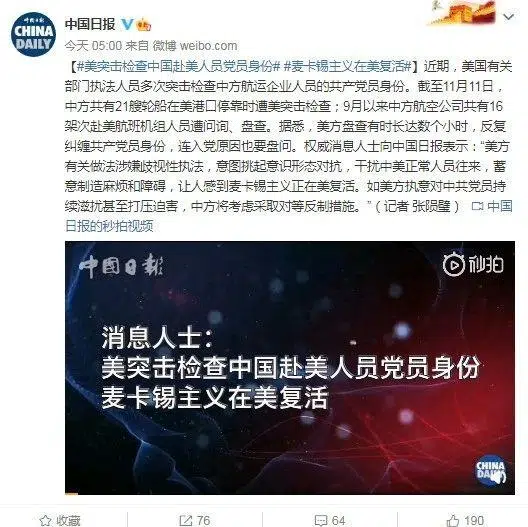 中国日报
CHINA
DAILY
今天 05:00 来自 微博 weibo.com
【#美突击检查中国赴美人员党员身份# #麦卡锡主义在美复活#】近期，美国有关
部门执法人员多次突击检查中方航运企业人员的共产党员身份。截至11月11日，
中方共有21艘轮船在美港口停靠时遭美突击检查；9月以来中方航空公司共有16
架次赴美航班机组人员遭问询、盘查。据悉，美方盘查有时长达数个小时，反复
纠缠共产党员身份，连入党原因也要盘问。权威消息人士向中国日报表示：“美方
有关做法涉嫌歧视性执法，意图挑起意识形态对抗，干扰中美正常人员往来，蓄
意制造麻烦和障碍，让人感到麦卡锡主义正在美复活。如美方执意对中共党员持
续滋扰甚至打压迫害，中方将考虑采取对等反制措施。”（记者 张陨璧） 中国
日报的秒拍视频
中国日报
秒拍
消息人士：
美突击检查中国赴美人员党员身份
麦卡锡主义在美复活
CHINA
DAILY
收藏
76
64
190